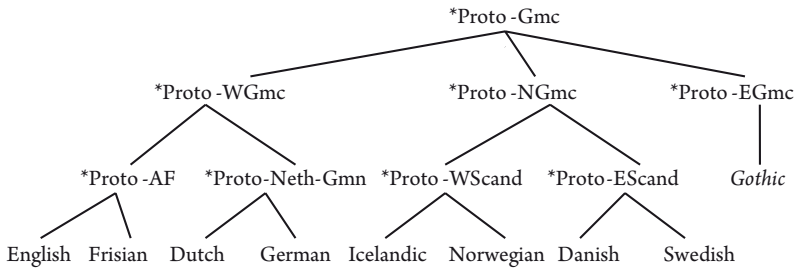 *Proto-Gmc
*Proto-WGmc *Proto-NGmc *Proto-EGmc
*Proto-AF *Proto-Neth-Gmn *Proto-WScand *Proto-EScand Gothic
English Frisian Dutch German Icelandic Norwegian Danish Swedish